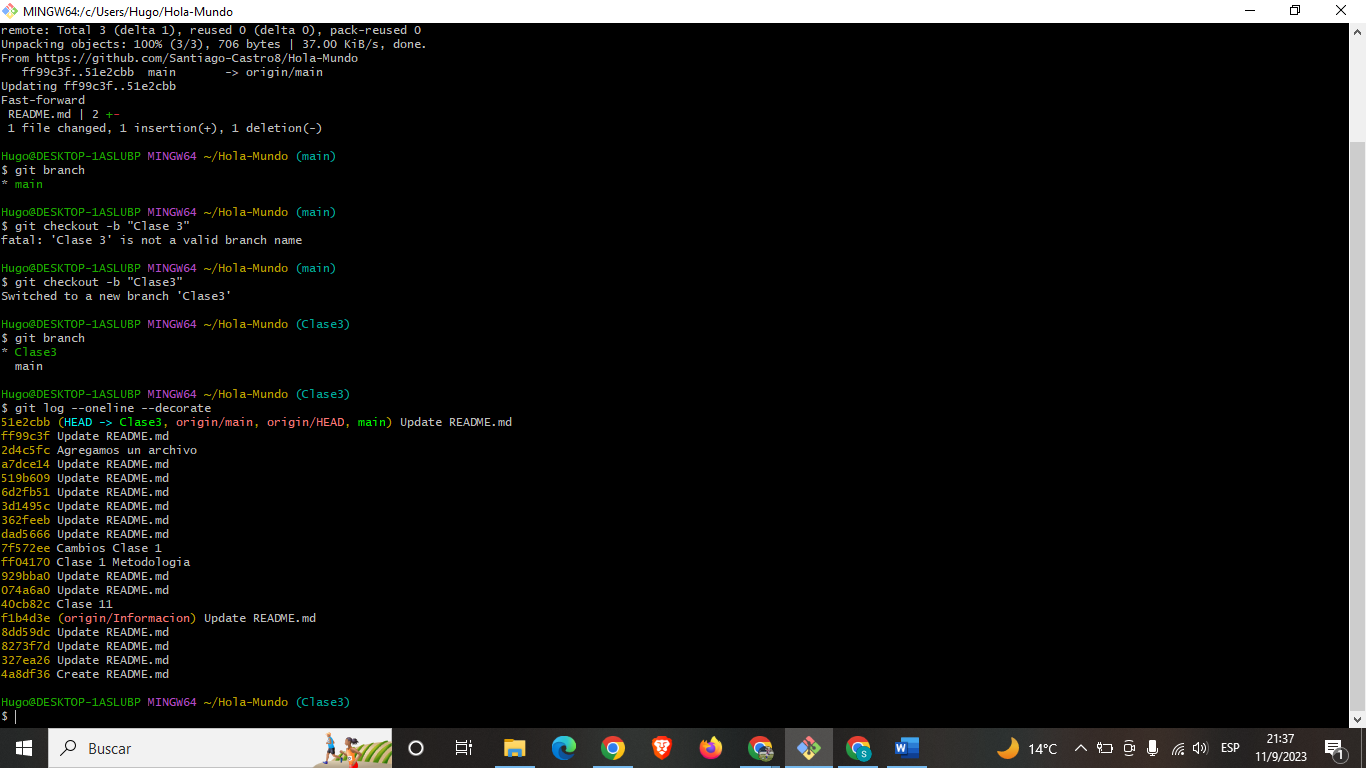 MINGW64:/c/Users/Hugo/Hola-Mundo
remote: Total 3 (delta 1), reused 0 (delta 0), pack-reused 0
Unpacking objects: 100% (3/3), 706 bytes | 37.00 KiB/s, done.
From https://github.com/Santiago-Castro8/Hola-Mundo
   ff99c3f..51e2cbb  main       -> origin/main
Updating ff99c3f..51e2cbb
Fast-forward
 README.md | 2 +-
 1 file changed, 1 insertion(+), 1 deletion(-)
Hugo@DESKTOP-1ASLUBP MINGW64 ~/Hola-Mundo (main)
$ git branch
* main
Hugo@DESKTOP-1ASLUBP MINGW64 ~/Hola-Mundo (main)
$ git checkout -b "Clase 3"
fatal: 'Clase 3' is not a valid branch name
Hugo@DESKTOP-1ASLUBP MINGW64 ~/Hola-Mundo (main)
$ git checkout -b "Clase3"
Switched to a new branch 'Clase3'
Hugo@DESKTOP-1ASLUBP MINGW64 ~/Hola-Mundo (Clase3)
$ git branch
* Clase3
  main
Hugo@DESKTOP-1ASLUBP MINGW64 ~/Hola-Mundo (Clase3)
$ git log --oneline --decorate
51e2cbb (HEAD -> Clase3, origin/main, origin/HEAD, main) Update README.md
ff99c3f Update README.md
2d4c5fc Agregamos un archivo
a7dce14 Update README.md
519b609 Update README.md
6d2fb51 Update README.md
3d1495c Update README.md
362feeb Update README.md
dad5666 Update README.md
7f572ee Cambios Clase 1
ff04170 Clase 1 Metodologia
929bba0 Update README.md
074a6a0 Update README.md
40cb82c Clase 11
f1b4d3e (origin/Informacion) Update README.md
8dd59dc Update README.md
8273f7d Update README.md
327ea26 Update README.md
4a8df36 Create README.md
Hugo@DESKTOP-1ASLUBP MINGW64 ~/Hola-Mundo (Clase3)
$
Buscar
S
W
14°C
ESP
21:37
11/9/2023
1